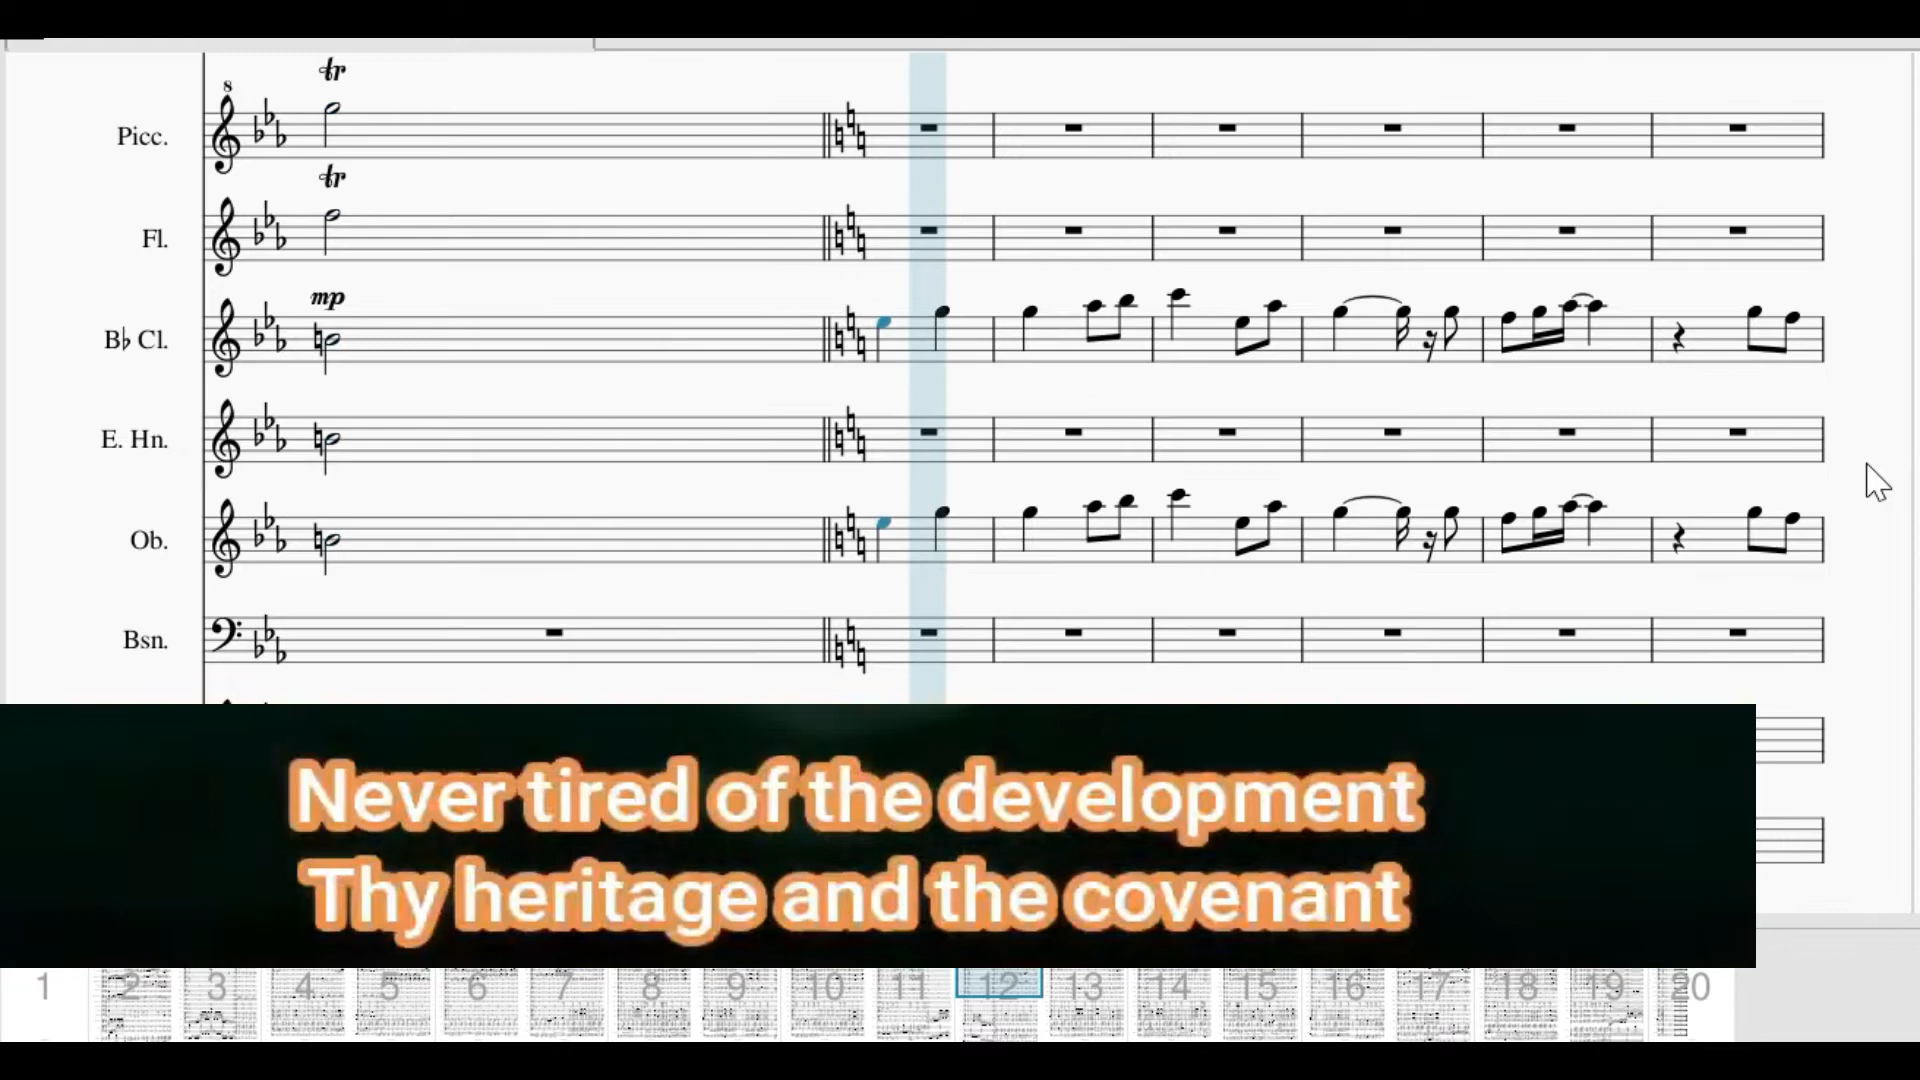 tr
8
Picc.
tr
Fl.
mp
B♭ Cl.
E. Hn.
Ob.
Bsn.
Never tired of the development
Thy heritage and the covenant
1 2 3 4 5 6 7 8 9 10 11 12 13 14 15 16 17 18 19 20